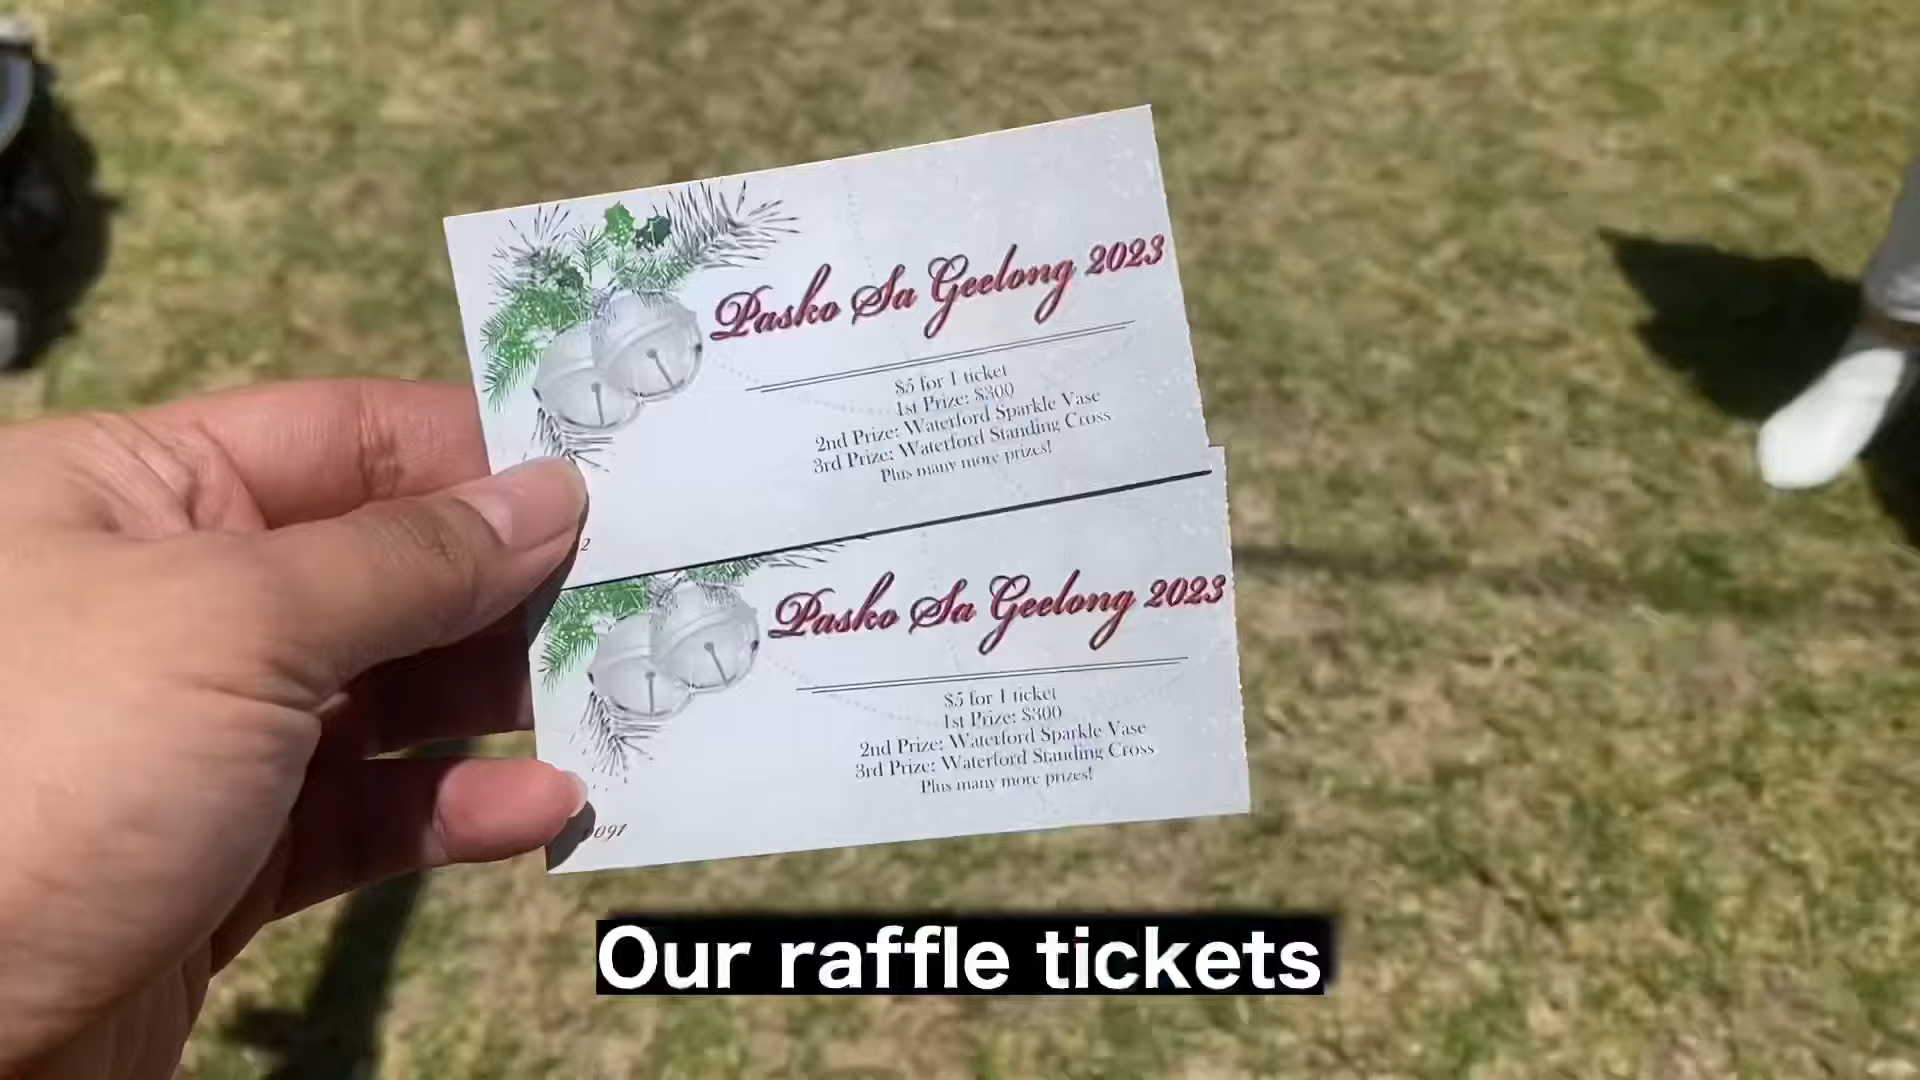 Pasko Sa Geelong 2023
$5 for 1 ticket
1st Prize: $300
2nd Prize: Waterford Sparkle Vase
3rd Prize: Waterford Standing Cross
Plus many more prizes!
2
Pasko Sa Geelong 2023
$5 for 1 ticket
1st Prize: $300
2nd Prize: Waterford Sparkle Vase
3rd Prize: Waterford Standing Cross
Plus many more prizes!
0091
Our raffle tickets